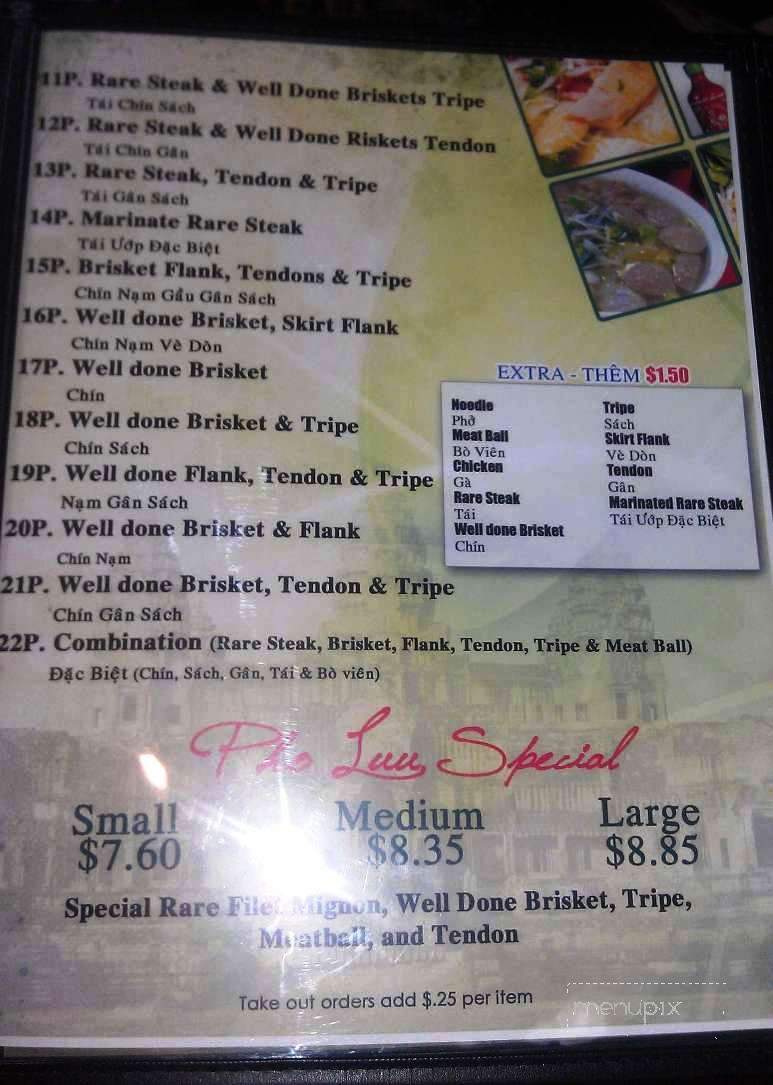 11P. Rare Steak & Well Done Briskets Tripe
Tái Chín Sách
12P. Rare Steak & Well Done Riskets Tendon
Tái Chín Gân
13P. Rare Steak, Tendon & Tripe
Tái Gân Sách
14P. Marinate Rare Steak
Tái Ướp Đặc Biệt
15P. Brisket Flank, Tendons & Tripe
Chín Nạm Gầu Gân Sách
16P. Well done Brisket, Skirt Flank
Chín Nạm Vè Dòn
17P. Well done Brisket
Chín
18P. Well done Brisket & Tripe
Chín Sách
19P. Well done Flank, Tendon & Tripe
Nạm Gân Sách
20P. Well done Brisket & Flank
Chín Nạm
21P. Well done Brisket, Tendon & Tripe
Chín Gân Sách
22P. Combination (Rare Steak, Brisket, Flank, Tendon, Tripe & Meat Ball)
Đặc Biệt (Chín, Sách, Gân, Tái & Bò viên)
EXTRA - THÊM $1.50
Noodle
Phở
Meat Ball
Bò Viên
Chicken
Gà
Rare Steak
Tái
Well done Brisket
Chín
Tripe
Sách
Skirt Flank
Vè Dòn
Tendon
Gân
Marinated Rare Steak
Tái Ướp Đặc Biệt
Pho Luu Special
Small Medium Large
$7.60 $8.35 $8.85
Special Rare Filet Mignon, Well Done Brisket, Tripe,
Meatball, and Tendon
Take out orders add $.25 per item
menupix